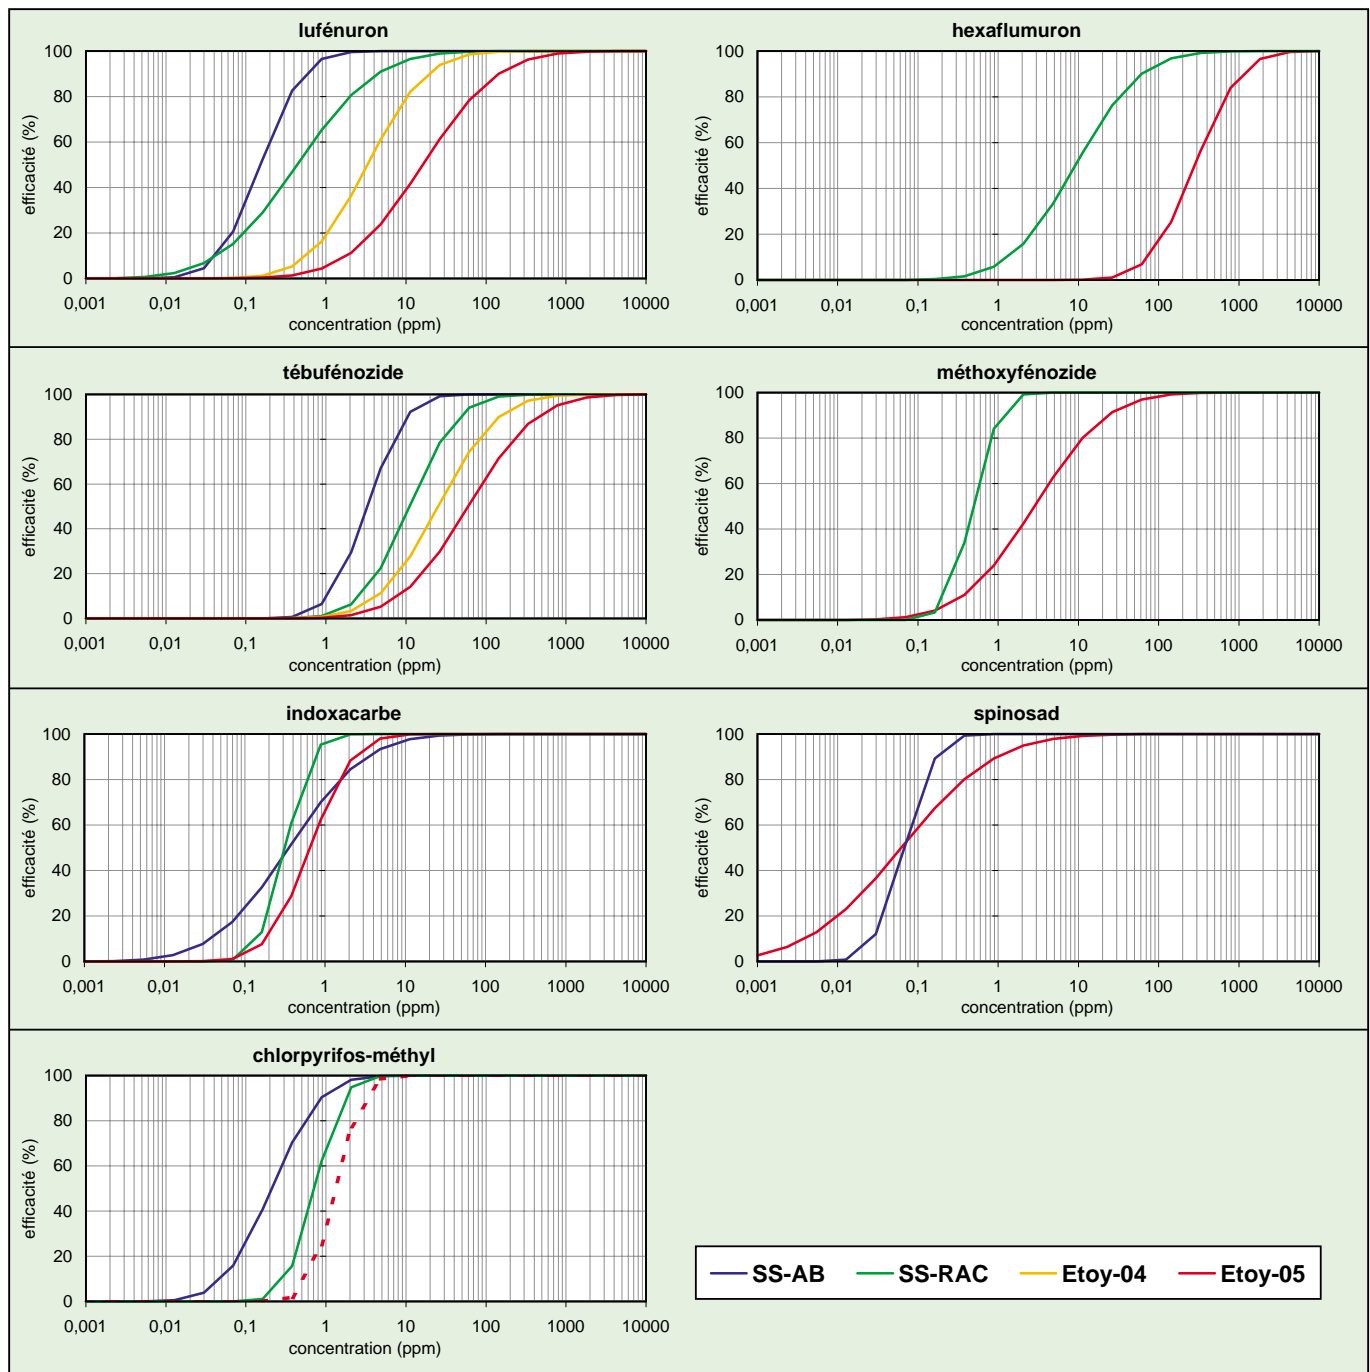 lufénuron
efficacité (%)
100
80
60
40
20
0
0,001 0,01 0,1 1 10 100 1000 10000
concentration (ppm)
hexaflumuron
efficacité (%)
100
80
60
40
20
0
0,001 0,01 0,1 1 10 100 1000 10000
concentration (ppm)
tébufénozide
efficacité (%)
100
80
60
40
20
0
0,001 0,01 0,1 1 10 100 1000 10000
concentration (ppm)
méthoxyfénozide
efficacité (%)
100
80
60
40
20
0
0,001 0,01 0,1 1 10 100 1000 10000
concentration (ppm)
indoxacarbe
efficacité (%)
100
80
60
40
20
0
0,001 0,01 0,1 1 10 100 1000 10000
concentration (ppm)
spinosad
efficacité (%)
100
80
60
40
20
0
0,001 0,01 0,1 1 10 100 1000 10000
concentration (ppm)
chlorpyrifos-méthyl
efficacité (%)
100
80
60
40
20
0
0,001 0,01 0,1 1 10 100 1000 10000
concentration (ppm)
SS-AB SS-RAC Etoy-04 Etoy-05